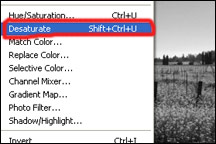 Hue/Saturation... Ctrl+U
Desaturate Shift+Ctrl+U
Match Color...
Replace Color...
Selective Color...
Channel Mixer...
Gradient Map...
Photo Filter...
Shadow/Highlight...
Invert Ctrl+I